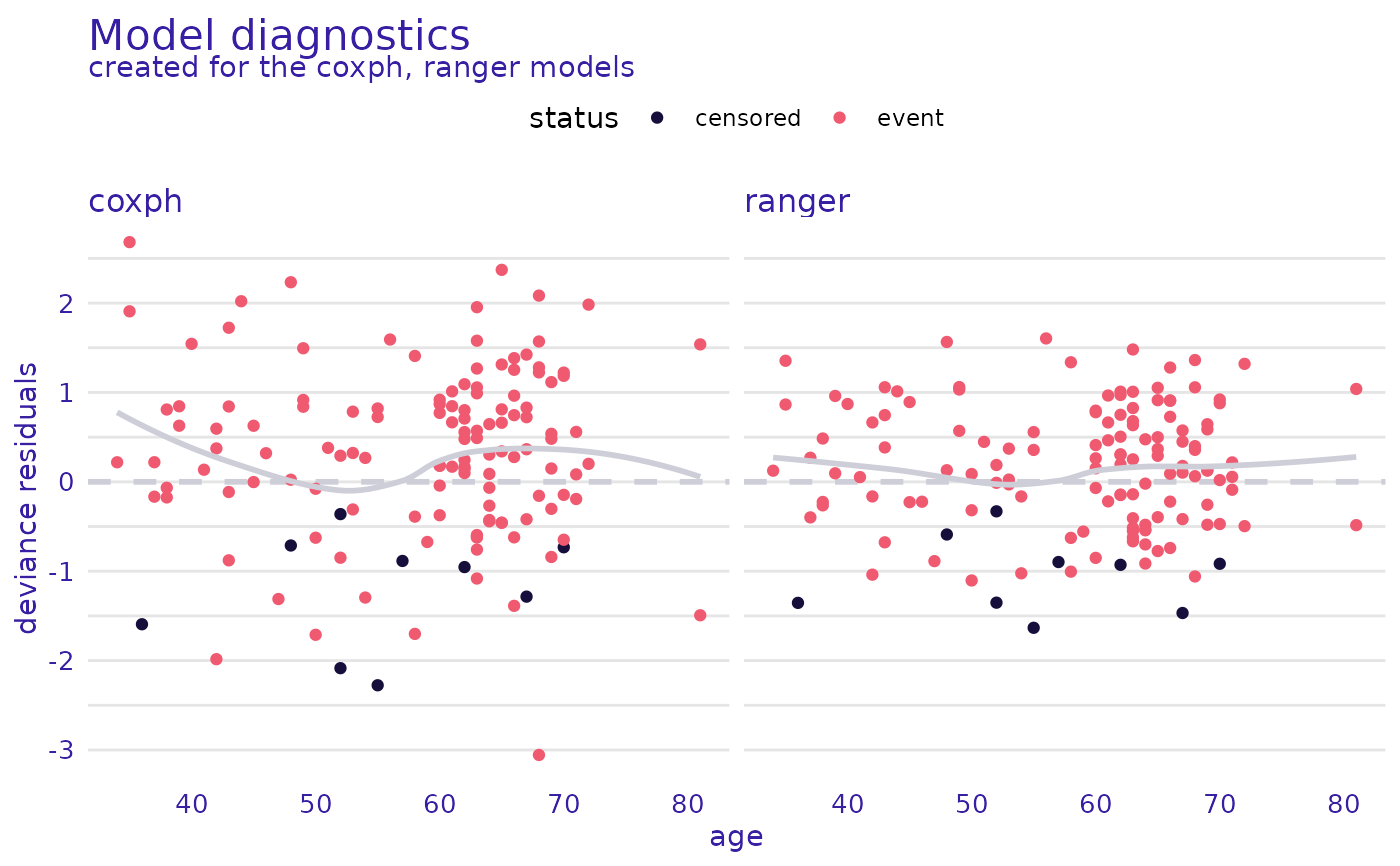 Model diagnostics
created for the coxph, ranger models
status censored event
coxph ranger
deviance residuals
2
1
0
-1
-2
-3
40 50 60 70 80 40 50 60 70 80
age